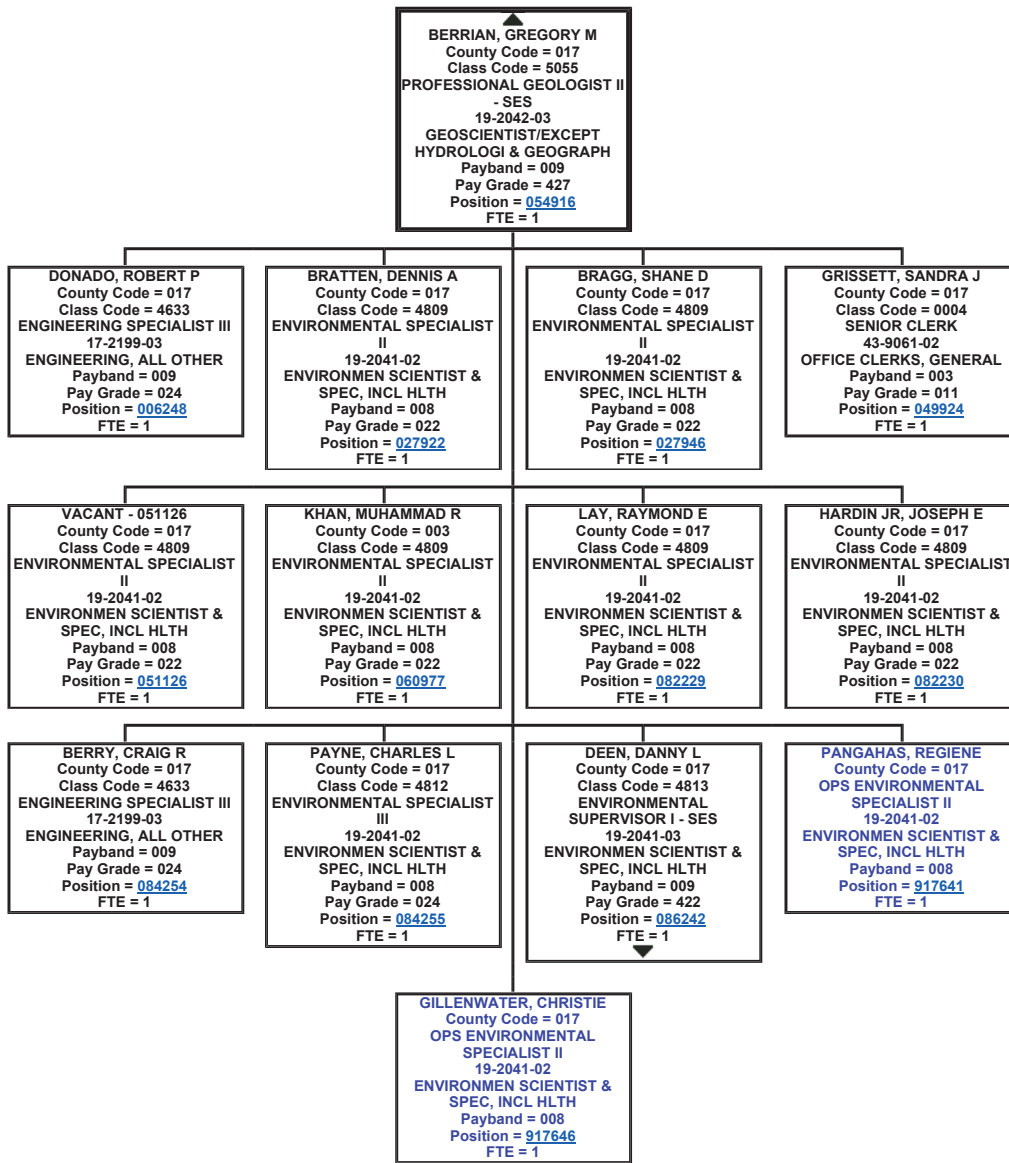 BERRIAN, GREGORY M
County Code = 017
Class Code = 5055
PROFESSIONAL GEOLOGIST II
- SES
19-2042-03
GEOSCIENTIST/EXCEPT
HYDROLOGI & GEOGRAPH
Payband = 009
Pay Grade = 427
Position = 054916
FTE = 1
DONADO, ROBERT P
County Code = 017
Class Code = 4633
ENGINEERING SPECIALIST III
17-2199-03
ENGINEERING, ALL OTHER
Payband = 009
Pay Grade = 024
Position = 006248
FTE = 1
BRATTEN, DENNIS A
County Code = 017
Class Code = 4809
ENVIRONMENTAL SPECIALIST
II
19-2041-02
ENVIRONMEN SCIENTIST &
SPEC, INCL HLTH
Payband = 008
Pay Grade = 022
Position = 027922
FTE = 1
BRAGG, SHANE D
County Code = 017
Class Code = 4809
ENVIRONMENTAL SPECIALIST
II
19-2041-02
ENVIRONMEN SCIENTIST &
SPEC, INCL HLTH
Payband = 008
Pay Grade = 022
Position = 027946
FTE = 1
GRISSETT, SANDRA J
County Code = 017
Class Code = 0004
SENIOR CLERK
43-9061-02
OFFICE CLERKS, GENERAL
Payband = 003
Pay Grade = 011
Position = 049924
FTE = 1
VACANT - 051126
County Code = 017
Class Code = 4809
ENVIRONMENTAL SPECIALIST
II
19-2041-02
ENVIRONMEN SCIENTIST &
SPEC, INCL HLTH
Payband = 008
Pay Grade = 022
Position = 051126
FTE = 1
KHAN, MUHAMMAD R
County Code = 003
Class Code = 4809
ENVIRONMENTAL SPECIALIST
II
19-2041-02
ENVIRONMEN SCIENTIST &
SPEC, INCL HLTH
Payband = 008
Pay Grade = 022
Position = 060977
FTE = 1
LAY, RAYMOND E
County Code = 017
Class Code = 4809
ENVIRONMENTAL SPECIALIST
II
19-2041-02
ENVIRONMEN SCIENTIST &
SPEC, INCL HLTH
Payband = 008
Pay Grade = 022
Position = 082229
FTE = 1
HARDIN JR, JOSEPH E
County Code = 017
Class Code = 4809
ENVIRONMENTAL SPECIALIST
II
19-2041-02
ENVIRONMEN SCIENTIST &
SPEC, INCL HLTH
Payband = 008
Pay Grade = 022
Position = 082230
FTE = 1
BERRY, CRAIG R
County Code = 017
Class Code = 4633
ENGINEERING SPECIALIST III
17-2199-03
ENGINEERING, ALL OTHER
Payband = 009
Pay Grade = 024
Position = 084254
FTE = 1
PAYNE, CHARLES L
County Code = 017
Class Code = 4812
ENVIRONMENTAL SPECIALIST
III
19-2041-02
ENVIRONMEN SCIENTIST &
SPEC, INCL HLTH
Payband = 008
Pay Grade = 024
Position = 084255
FTE = 1
DEEN, DANNY L
County Code = 017
Class Code = 4813
ENVIRONMENTAL
SUPERVISOR I - SES
19-2041-03
ENVIRONMEN SCIENTIST &
SPEC, INCL HLTH
Payband = 009
Pay Grade = 422
Position = 086242
FTE = 1
PANGAHAS, REGIENE
County Code = 017
OPS ENVIRONMENTAL
SPECIALIST II
19-2041-02
ENVIRONMEN SCIENTIST &
SPEC, INCL HLTH
Payband = 008
Position = 917641
FTE = 1
GILLENWATER, CHRISTIE
County Code = 017
OPS ENVIRONMENTAL
SPECIALIST II
19-2041-02
ENVIRONMEN SCIENTIST &
SPEC, INCL HLTH
Payband = 008
Position = 917646
FTE = 1